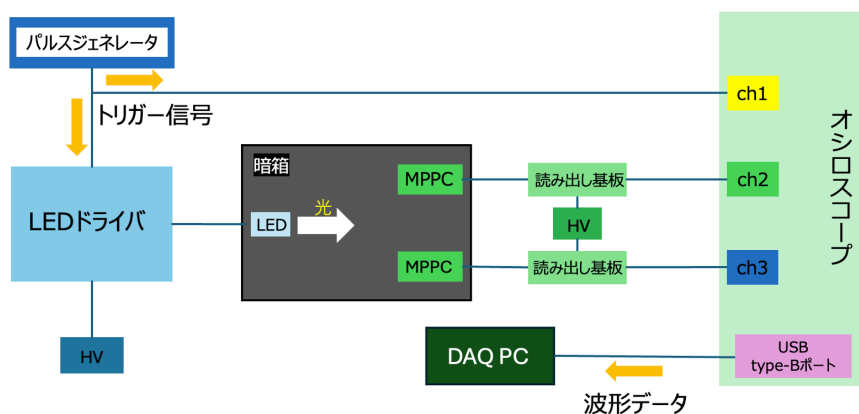 パルスジェネレータ
トリガー信号
ch1
オシロスコープ
暗箱
MPPC
読み出し基板
ch2
LEDドライバ
光
LED
HV
MPPC
読み出し基板
ch3
HV
DAQ PC
USB
type-Bポート
波形データ